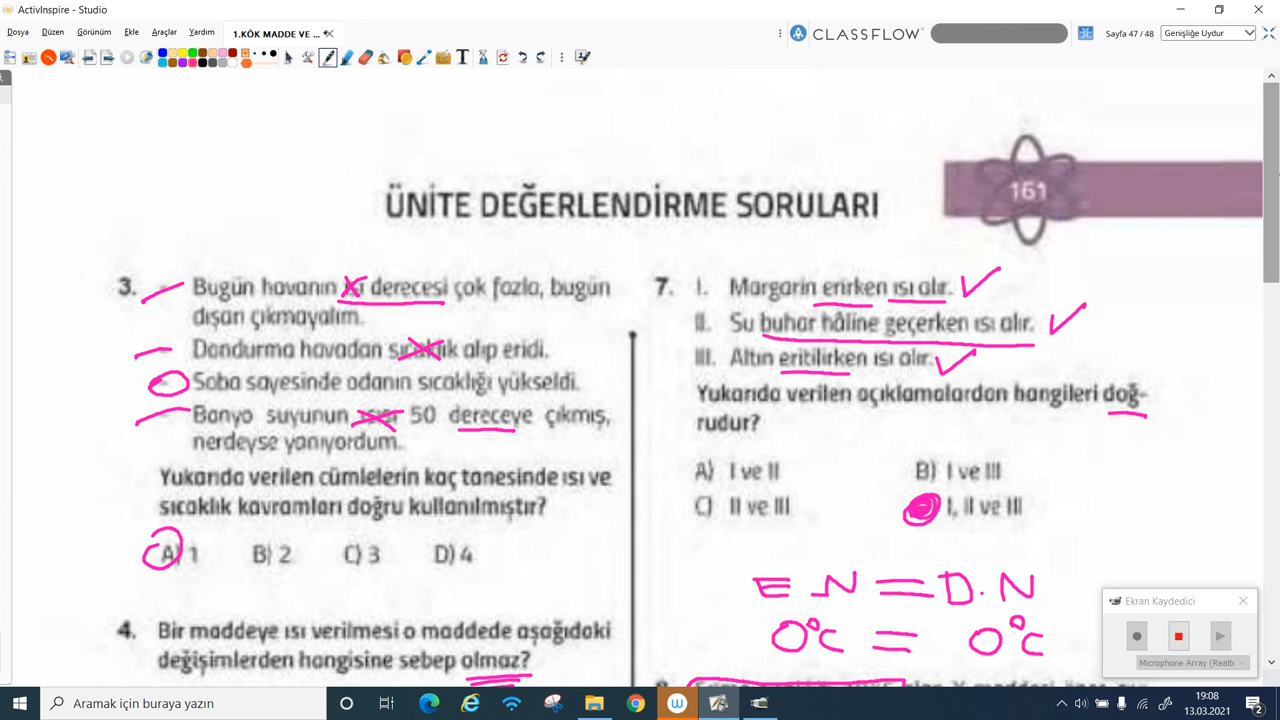 ActivInspire - Studio
Dosya Düzen Görünüm Ekle Araçlar Yardım
1.KÖK MADDE VE ...
CLASSFLOW
Sayfa 47 / 48
Genişliğe Uydur
ÜNİTE DEĞERLENDİRME SORULARI
161
3. - Bugün havanın ısı derecesi çok fazla, bugün
dışarı çıkmayalım.
- Dondurma havadan sıcaklık alıp eridi.
- Soba sayesinde odanın sıcaklığı yükseldi.
- Banyo suyunun ısısı 50 dereceye çıkmış,
nerdeyse yanıyordum.
Yukarıda verilen cümlelerin kaç tanesinde ısı ve
sıcaklık kavramları doğru kullanılmıştır?
A) 1 B) 2 C) 3 D) 4
4. Bir maddeye ısı verilmesi o maddede aşağıdaki
değişimlerden hangisine sebep olmaz?
7. I. Margarin erirken ısı alır.
II. Su buhar hâline geçerken ısı alır.
III. Altın eritilirken ısı alır.
Yukarıda verilen açıklamalardan hangileri doğ-
rudur?
A) I ve II B) I ve III
C) II ve III I, II ve III
E N = D.N
0°C = 0°C
Ekran Kaydedici
Microphone Array (Realte
Aramak için buraya yazın
19:08
13.03.2021